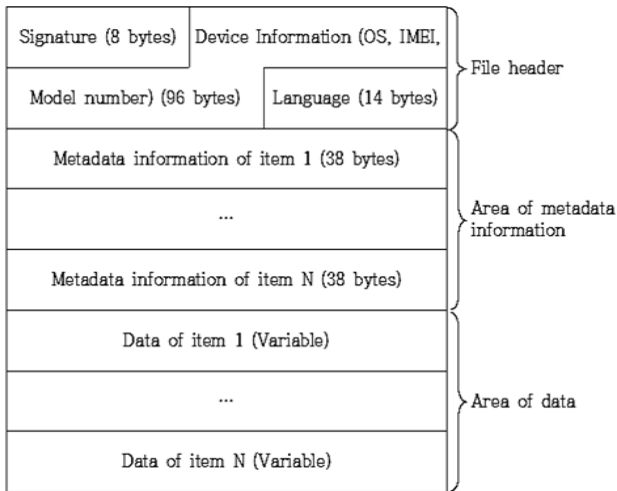 Signature (8 bytes)
Device Information (OS, IMEI,
Model number) (96 bytes)
Language (14 bytes)
File header
Metadata information of item 1 (38 bytes)
...
Metadata information of item N (38 bytes)
Area of metadata
information
Data of item 1 (Variable)
...
Data of item N (Variable)
Area of data